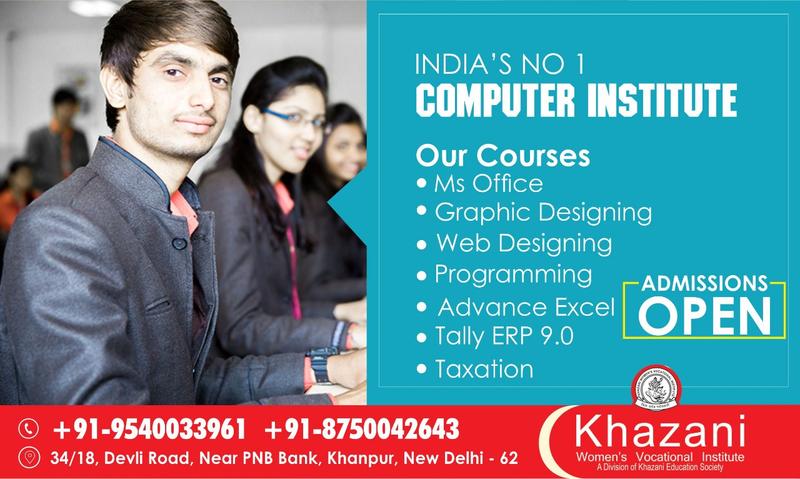 INDIA'S NO 1
COMPUTER INSTITUTE
Our Courses
• Ms Office
• Graphic Designing
• Web Designing
• Programming
• Advance Excel
• Tally ERP 9.0
• Taxation
ADMISSIONS
OPEN
+91-9540033961 +91-8750042643
34/18, Devli Road, Near PNB Bank, Khanpur, New Delhi - 62
Khazani
Women's Vocational Institute
A Division of Khazani Education Society